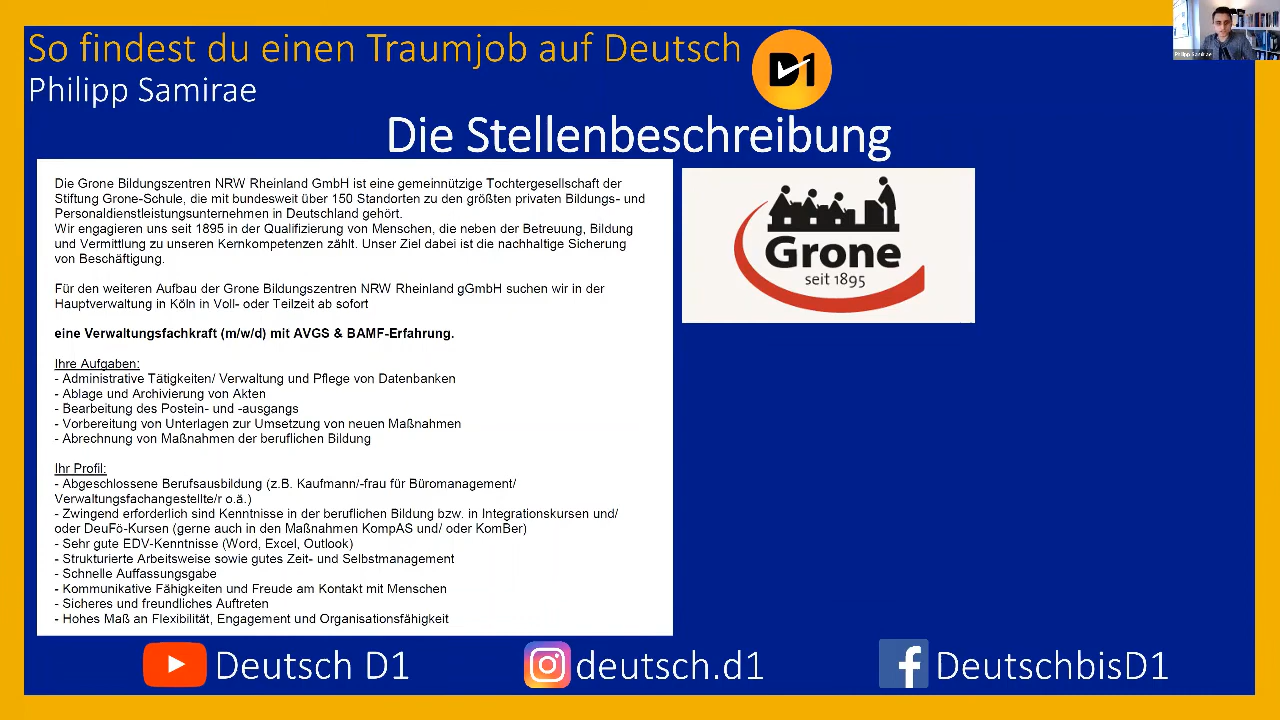 So findest du einen Traumjob auf Deutsch
Philipp Samirae
D1
Philipp Samirae
Die Stellenbeschreibung
Die Grone Bildungszentren NRW Rheinland GmbH ist eine gemeinnützige Tochtergesellschaft der
Stiftung Grone-Schule, die mit bundesweit über 150 Standorten zu den größten privaten Bildungs- und
Personaldienstleistungsunternehmen in Deutschland gehört.
Wir engagieren uns seit 1895 in der Qualifizierung von Menschen, die neben der Betreuung, Bildung
und Vermittlung zu unseren Kernkompetenzen zählt. Unser Ziel dabei ist die nachhaltige Sicherung
von Beschäftigung.
Für den weiteren Aufbau der Grone Bildungszentren NRW Rheinland gGmbH suchen wir in der
Hauptverwaltung in Köln in Voll- oder Teilzeit ab sofort
eine Verwaltungsfachkraft (m/w/d) mit AVGS & BAMF-Erfahrung.
Ihre Aufgaben:
- Administrative Tätigkeiten/ Verwaltung und Pflege von Datenbanken
- Ablage und Archivierung von Akten
- Bearbeitung des Postein- und -ausgangs
- Vorbereitung von Unterlagen zur Umsetzung von neuen Maßnahmen
- Abrechnung von Maßnahmen der beruflichen Bildung
Ihr Profil:
- Abgeschlossene Berufsausbildung (z.B. Kaufmann/-frau für Büromanagement/
Verwaltungsfachangestellte/r o.ä.)
- Zwingend erforderlich sind Kenntnisse in der beruflichen Bildung bzw. in Integrationskursen und/
oder DeuFö-Kursen (gerne auch in den Maßnahmen KompAS und/ oder KomBer)
- Sehr gute EDV-Kenntnisse (Word, Excel, Outlook)
- Strukturierte Arbeitsweise sowie gutes Zeit- und Selbstmanagement
- Schnelle Auffassungsgabe
- Kommunikative Fähigkeiten und Freude am Kontakt mit Menschen
- Sicheres und freundliches Auftreten
- Hohes Maß an Flexibilität, Engagement und Organisationsfähigkeit
Grone
seit 1895
Deutsch D1
deutsch.d1
DeutschbisD1